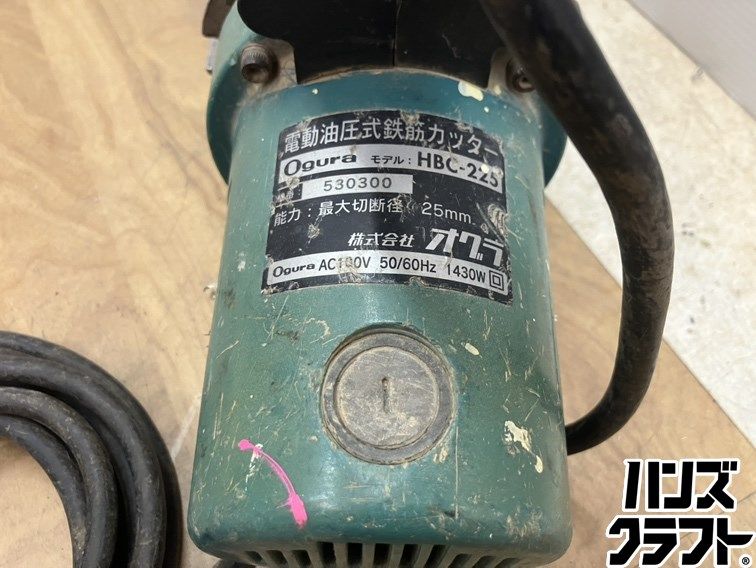 電動油圧式鉄筋カッター
Ogura モデル: HBC-225
530300
能力: 最大切断径 25mm
株式会社 オグラ
Ogura AC100V 50/60Hz 1430W
ハンズ
クラフト®